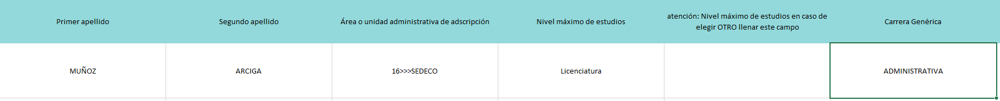 Primer apellido
Segundo apellido
Área o unidad administrativa de adscripción
Nivel máximo de estudios
atención: Nivel máximo de estudios en caso de
elegir OTRO llenar este campo
Carrera Genérica
MUÑOZ
ARCIGA
16>>>SEDECO
Licenciatura
ADMINISTRATIVA